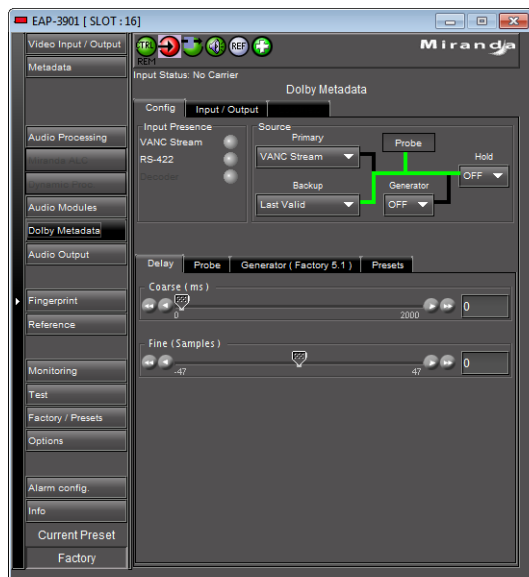 EAP-3901 [ SLOT : 16]
Video Input / Output
Metadata
Audio Processing
Miranda ALC
Dynamic Proc.
Audio Modules
Dolby Metadata
Audio Output
Fingerprint
Reference
Monitoring
Test
Factory / Presets
Options
Alarm config.
Info
Current Preset
Factory
CTRL
REF
REM
Miranda
Input Status: No Carrier
Dolby Metadata
Config
Input / Output
Input Presence
VANC Stream
RS-422
Decoder
Source
Primary
VANC Stream
Backup
Last Valid
Probe
Generator
OFF
Hold
OFF
Delay
Probe
Generator ( Factory 5.1 )
Presets
Coarse ( ms )
0
2000
0
Fine ( Samples )
-47
47
0